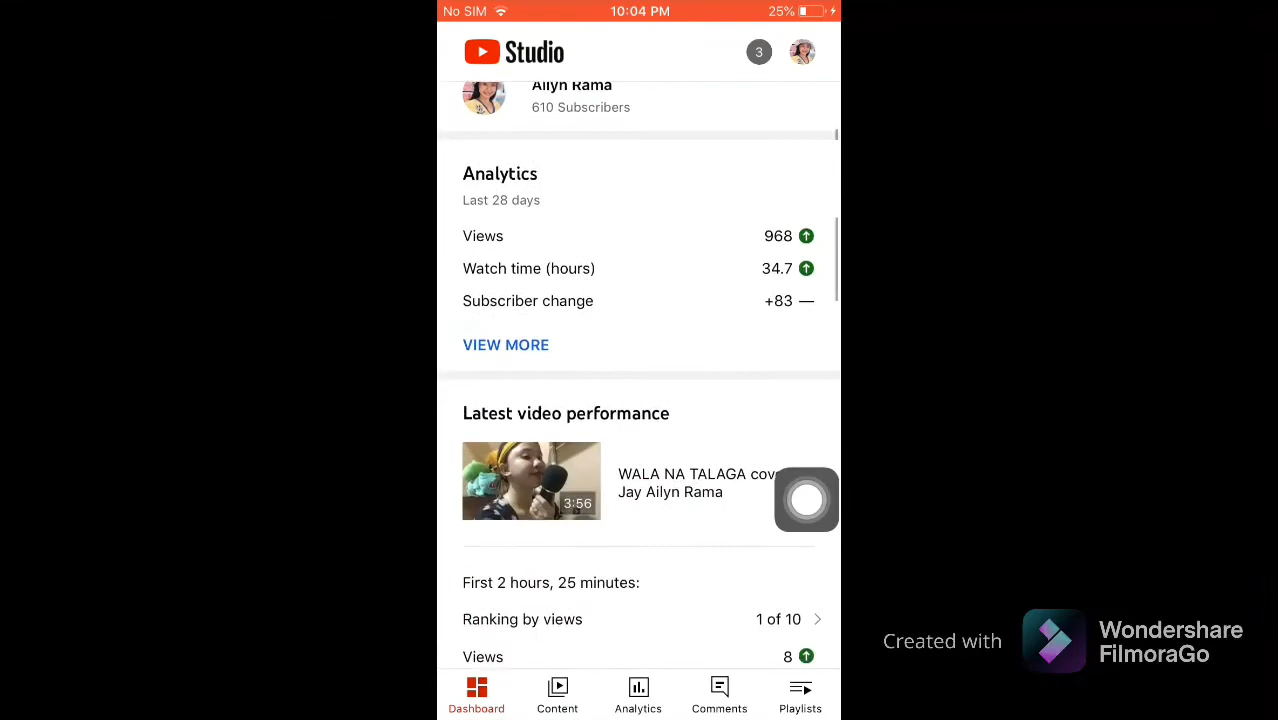 No SIM 10:04 PM 25%
Studio 3
Ailyn Rama
610 Subscribers
Analytics
Last 28 days
Views 968
Watch time (hours) 34.7
Subscriber change +83 —
VIEW MORE
Latest video performance
3:56
WALA NA TALAGA cov
Jay Ailyn Rama
First 2 hours, 25 minutes:
Ranking by views 1 of 10
Views 8
Dashboard Content Analytics Comments Playlists
Created with Wondershare
FilmoraGo